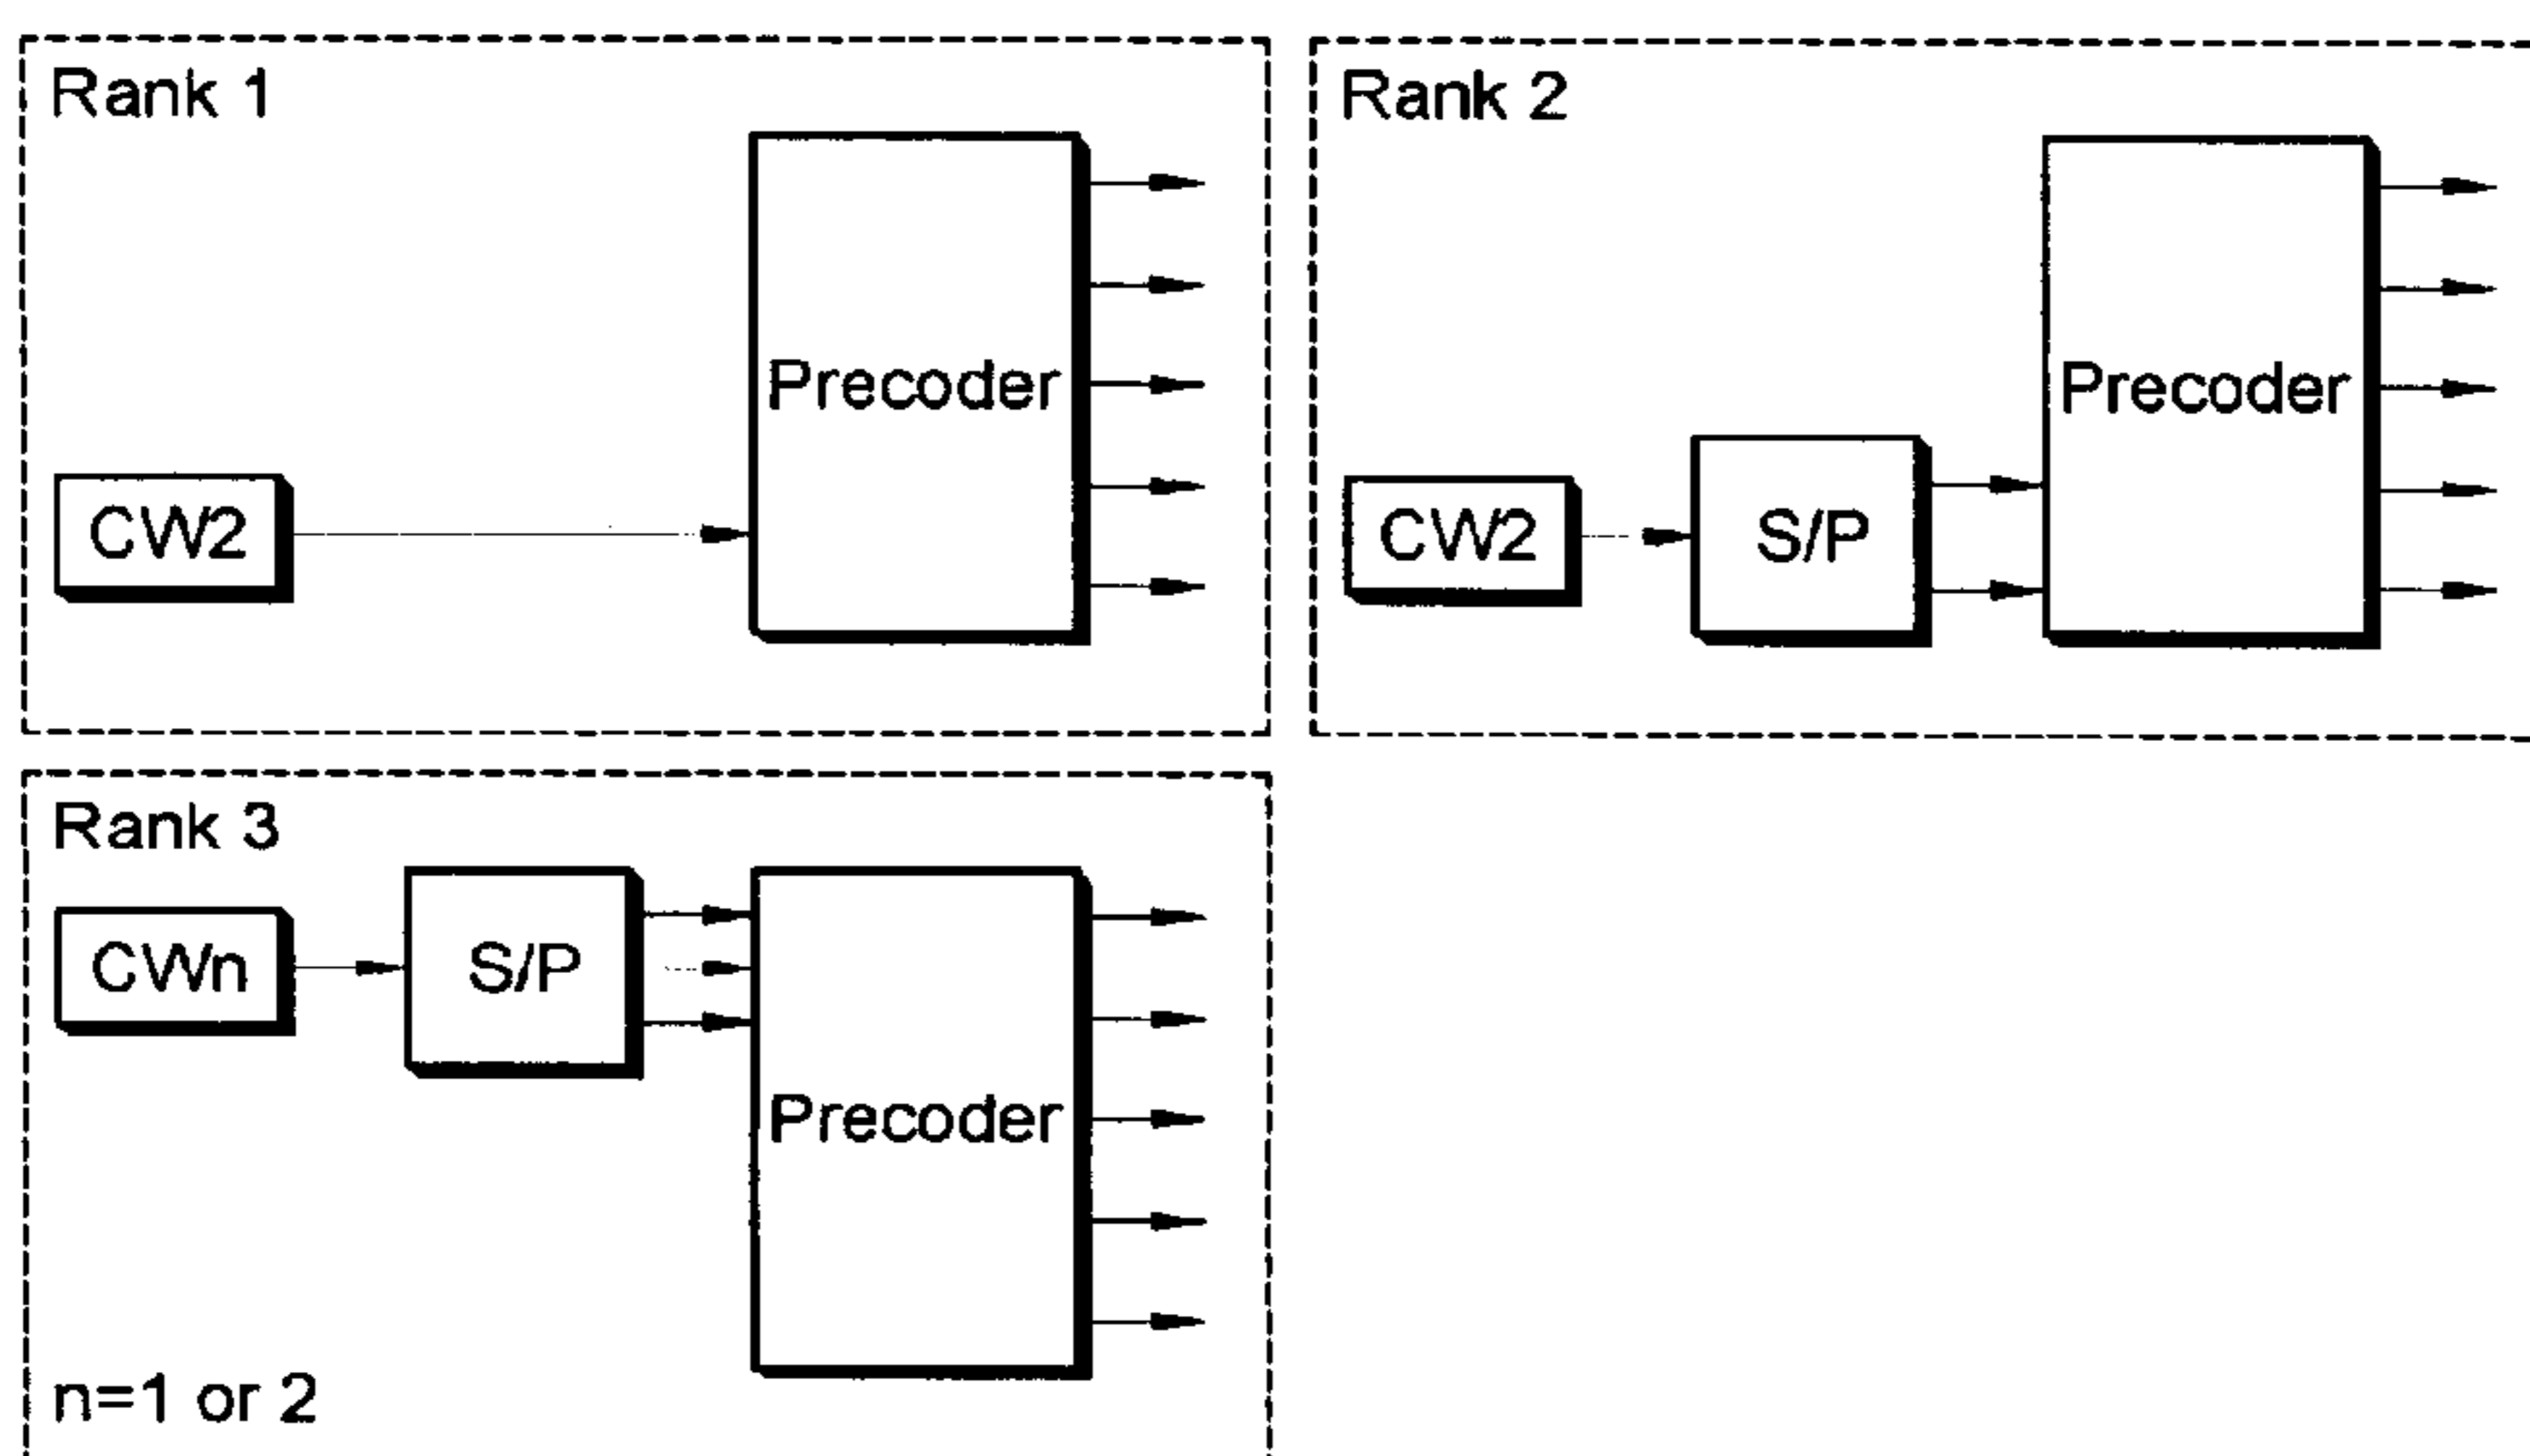 Rank 1
Precoder
CW2
Rank 2
Precoder
CW2
S/P
Rank 3
CWn
S/P
Precoder
n=1 or 2